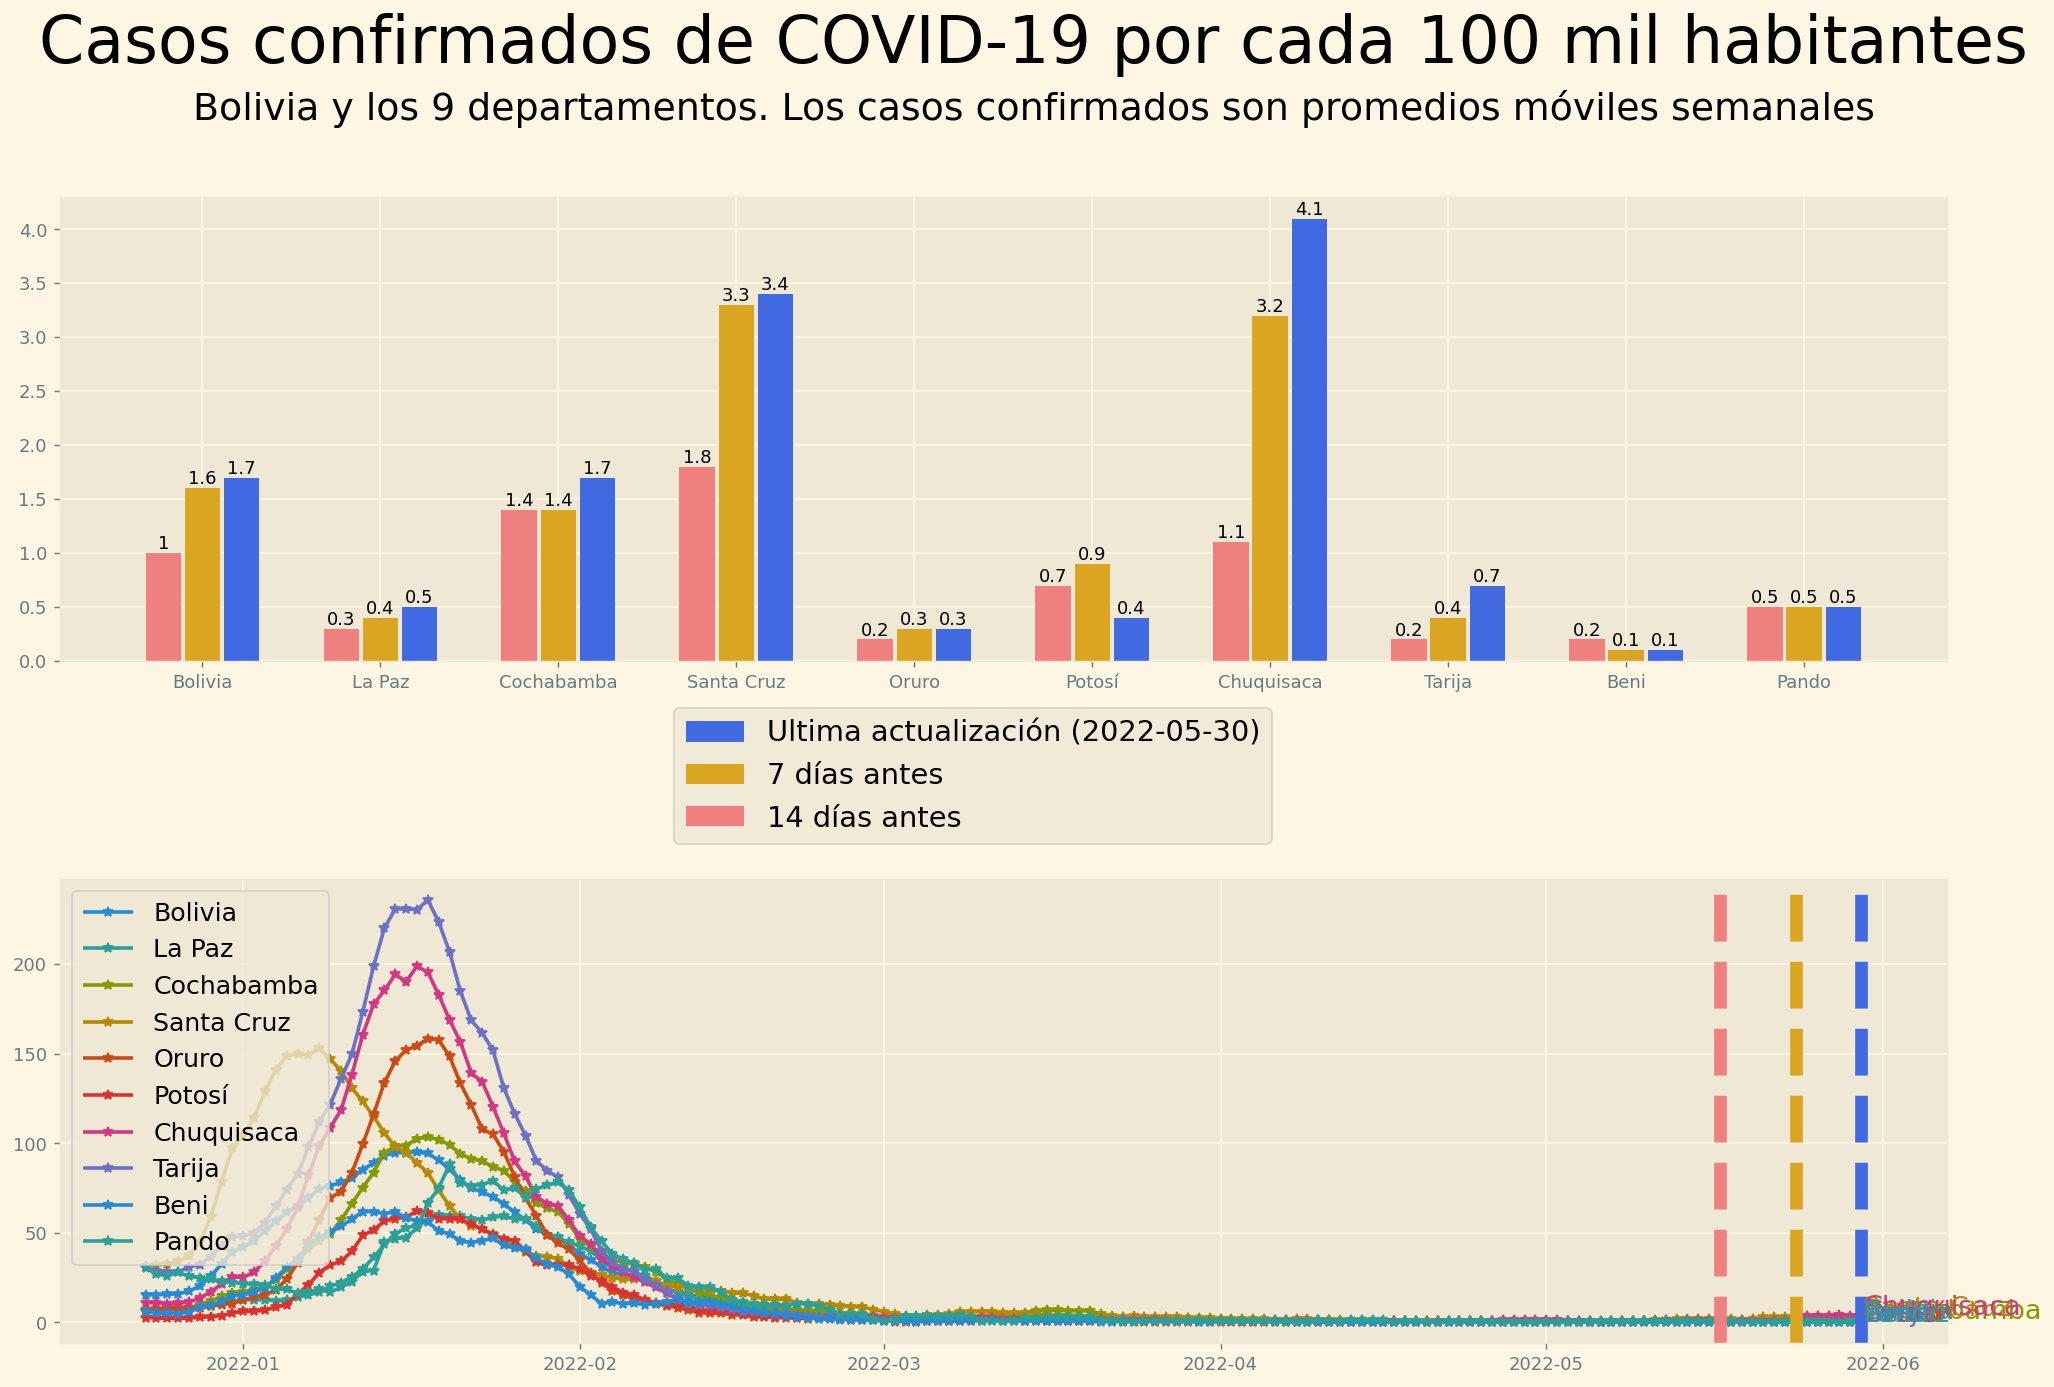 Casos confirmados de COVID-19 por cada 100 mil habitantes
Bolivia y los 9 departamentos. Los casos confirmados son promedios móviles semanales
4.0
3.5
3.0
2.5
2.0
1.5
1.0
0.5
0.0
1 1.6 1.7
0.3 0.4 0.5
1.4 1.4 1.7
1.8 3.3 3.4
0.2 0.3 0.3
0.7 0.9 0.4
1.1 3.2 4.1
0.2 0.4 0.7
0.2 0.1 0.1
0.5 0.5 0.5
Bolivia La Paz Cochabamba Santa Cruz Oruro Potosí Chuquisaca Tarija Beni Pando
Ultima actualización (2022-05-30)
7 días antes
14 días antes
200
150
100
50
0
Bolivia
La Paz
Cochabamba
Santa Cruz
Oruro
Potosí
Chuquisaca
Tarija
Beni
Pando
Chuquisaca
2022-01 2022-02 2022-03 2022-04 2022-05 2022-06